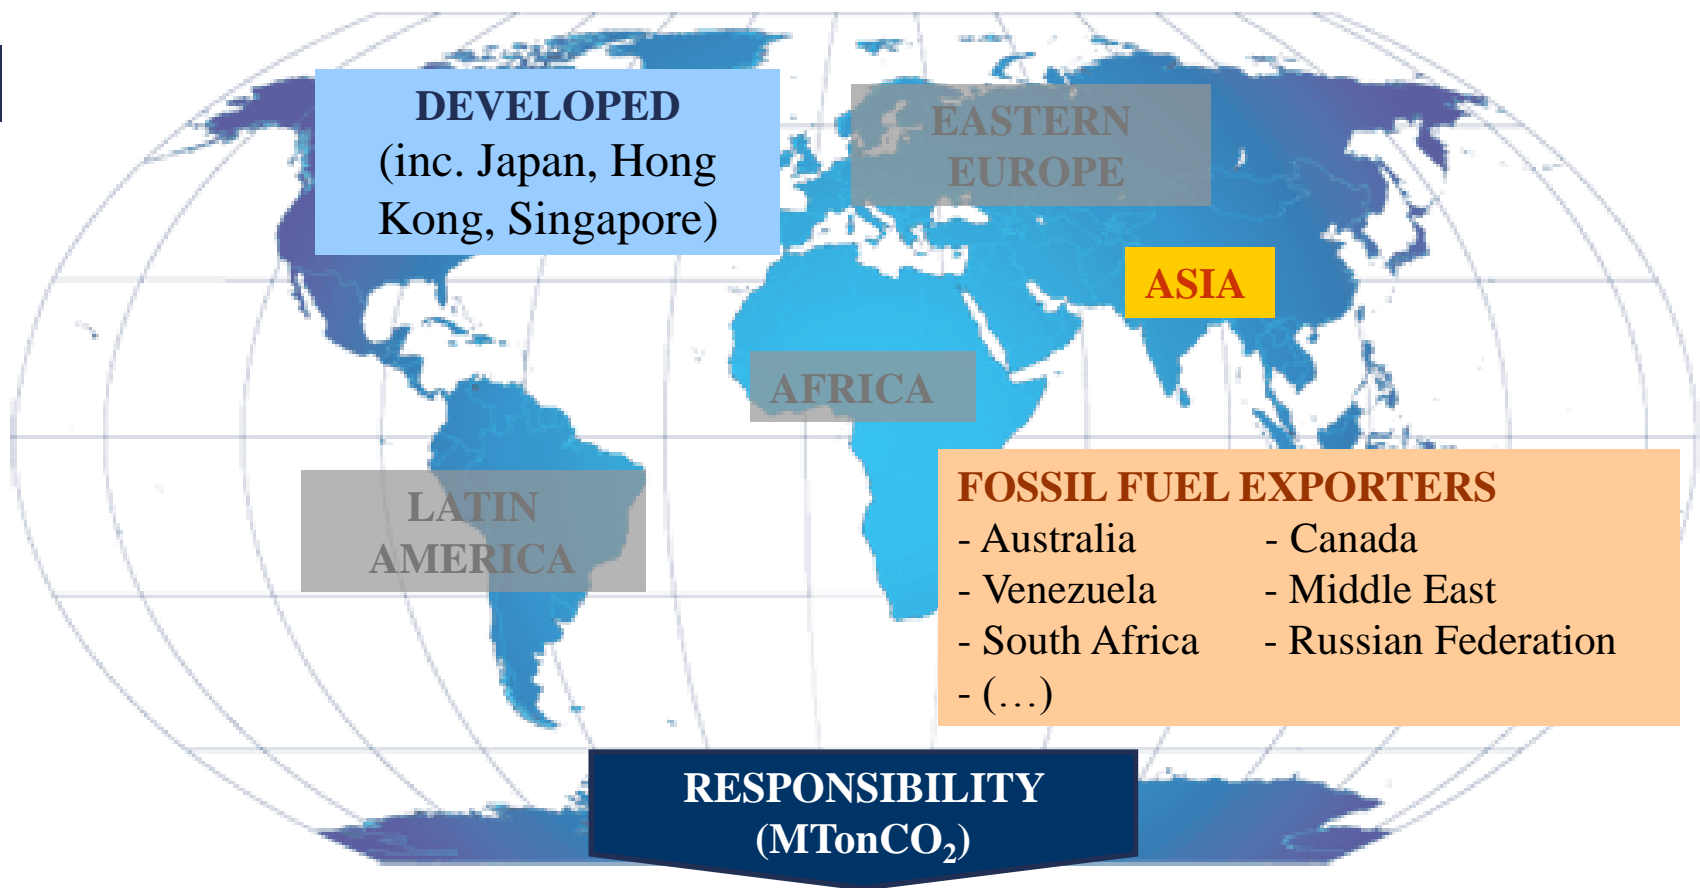 DEVELOPED
(inc. Japan, Hong
Kong, Singapore)
EASTERN
EUROPE
ASIA
AFRICA
LATIN
AMERICA
FOSSIL FUEL EXPORTERS
- Australia - Canada
- Venezuela - Middle East
- South Africa - Russian Federation
- (…)
RESPONSIBILITY
(MTonCO₂)